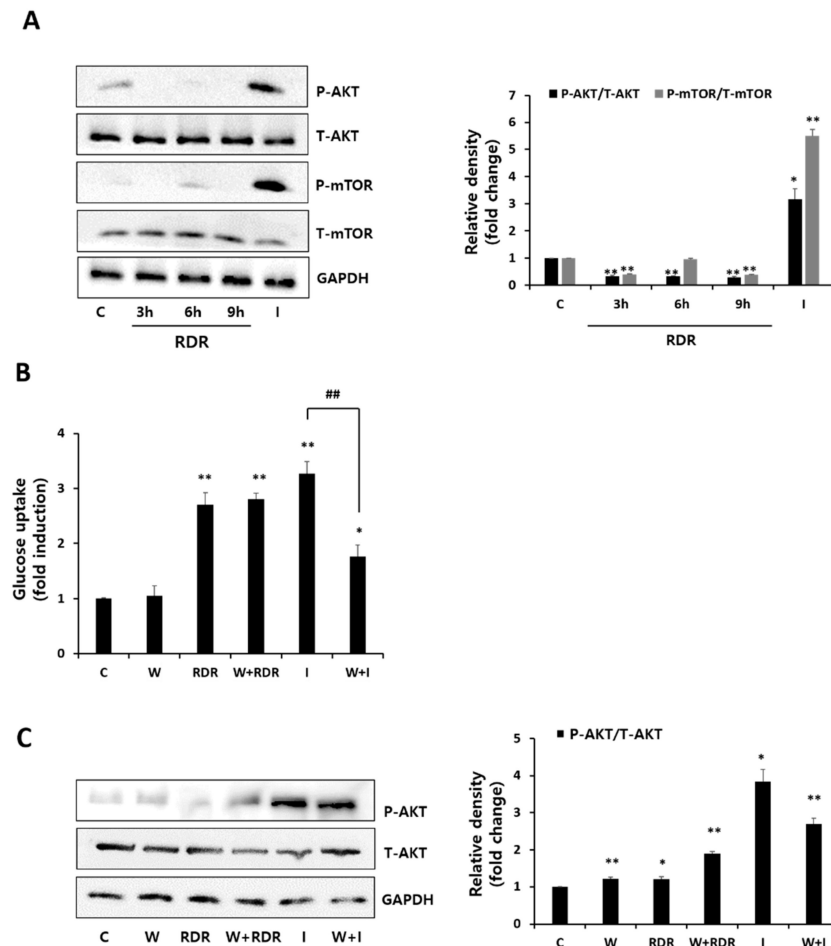 A
P-AKT
T-AKT
P-mTOR
T-mTOR
GAPDH
C 3h 6h 9h I
RDR
P-AKT/T-AKT P-mTOR/T-mTOR
Relative density
(fold change)
7
6
5
4
3
2
1
0
** ** ** ** ** * **
C 3h 6h 9h I
RDR
B
Glucose uptake
(fold induction)
4
3
2
1
0
##
** ** ** *
C W RDR W+RDR I W+I
C
P-AKT
T-AKT
GAPDH
C W RDR W+RDR I W+I
P-AKT/T-AKT
Relative density
(fold change)
5
4
3
2
1
0
** * ** * **
C W RDR W+RDR I W+I